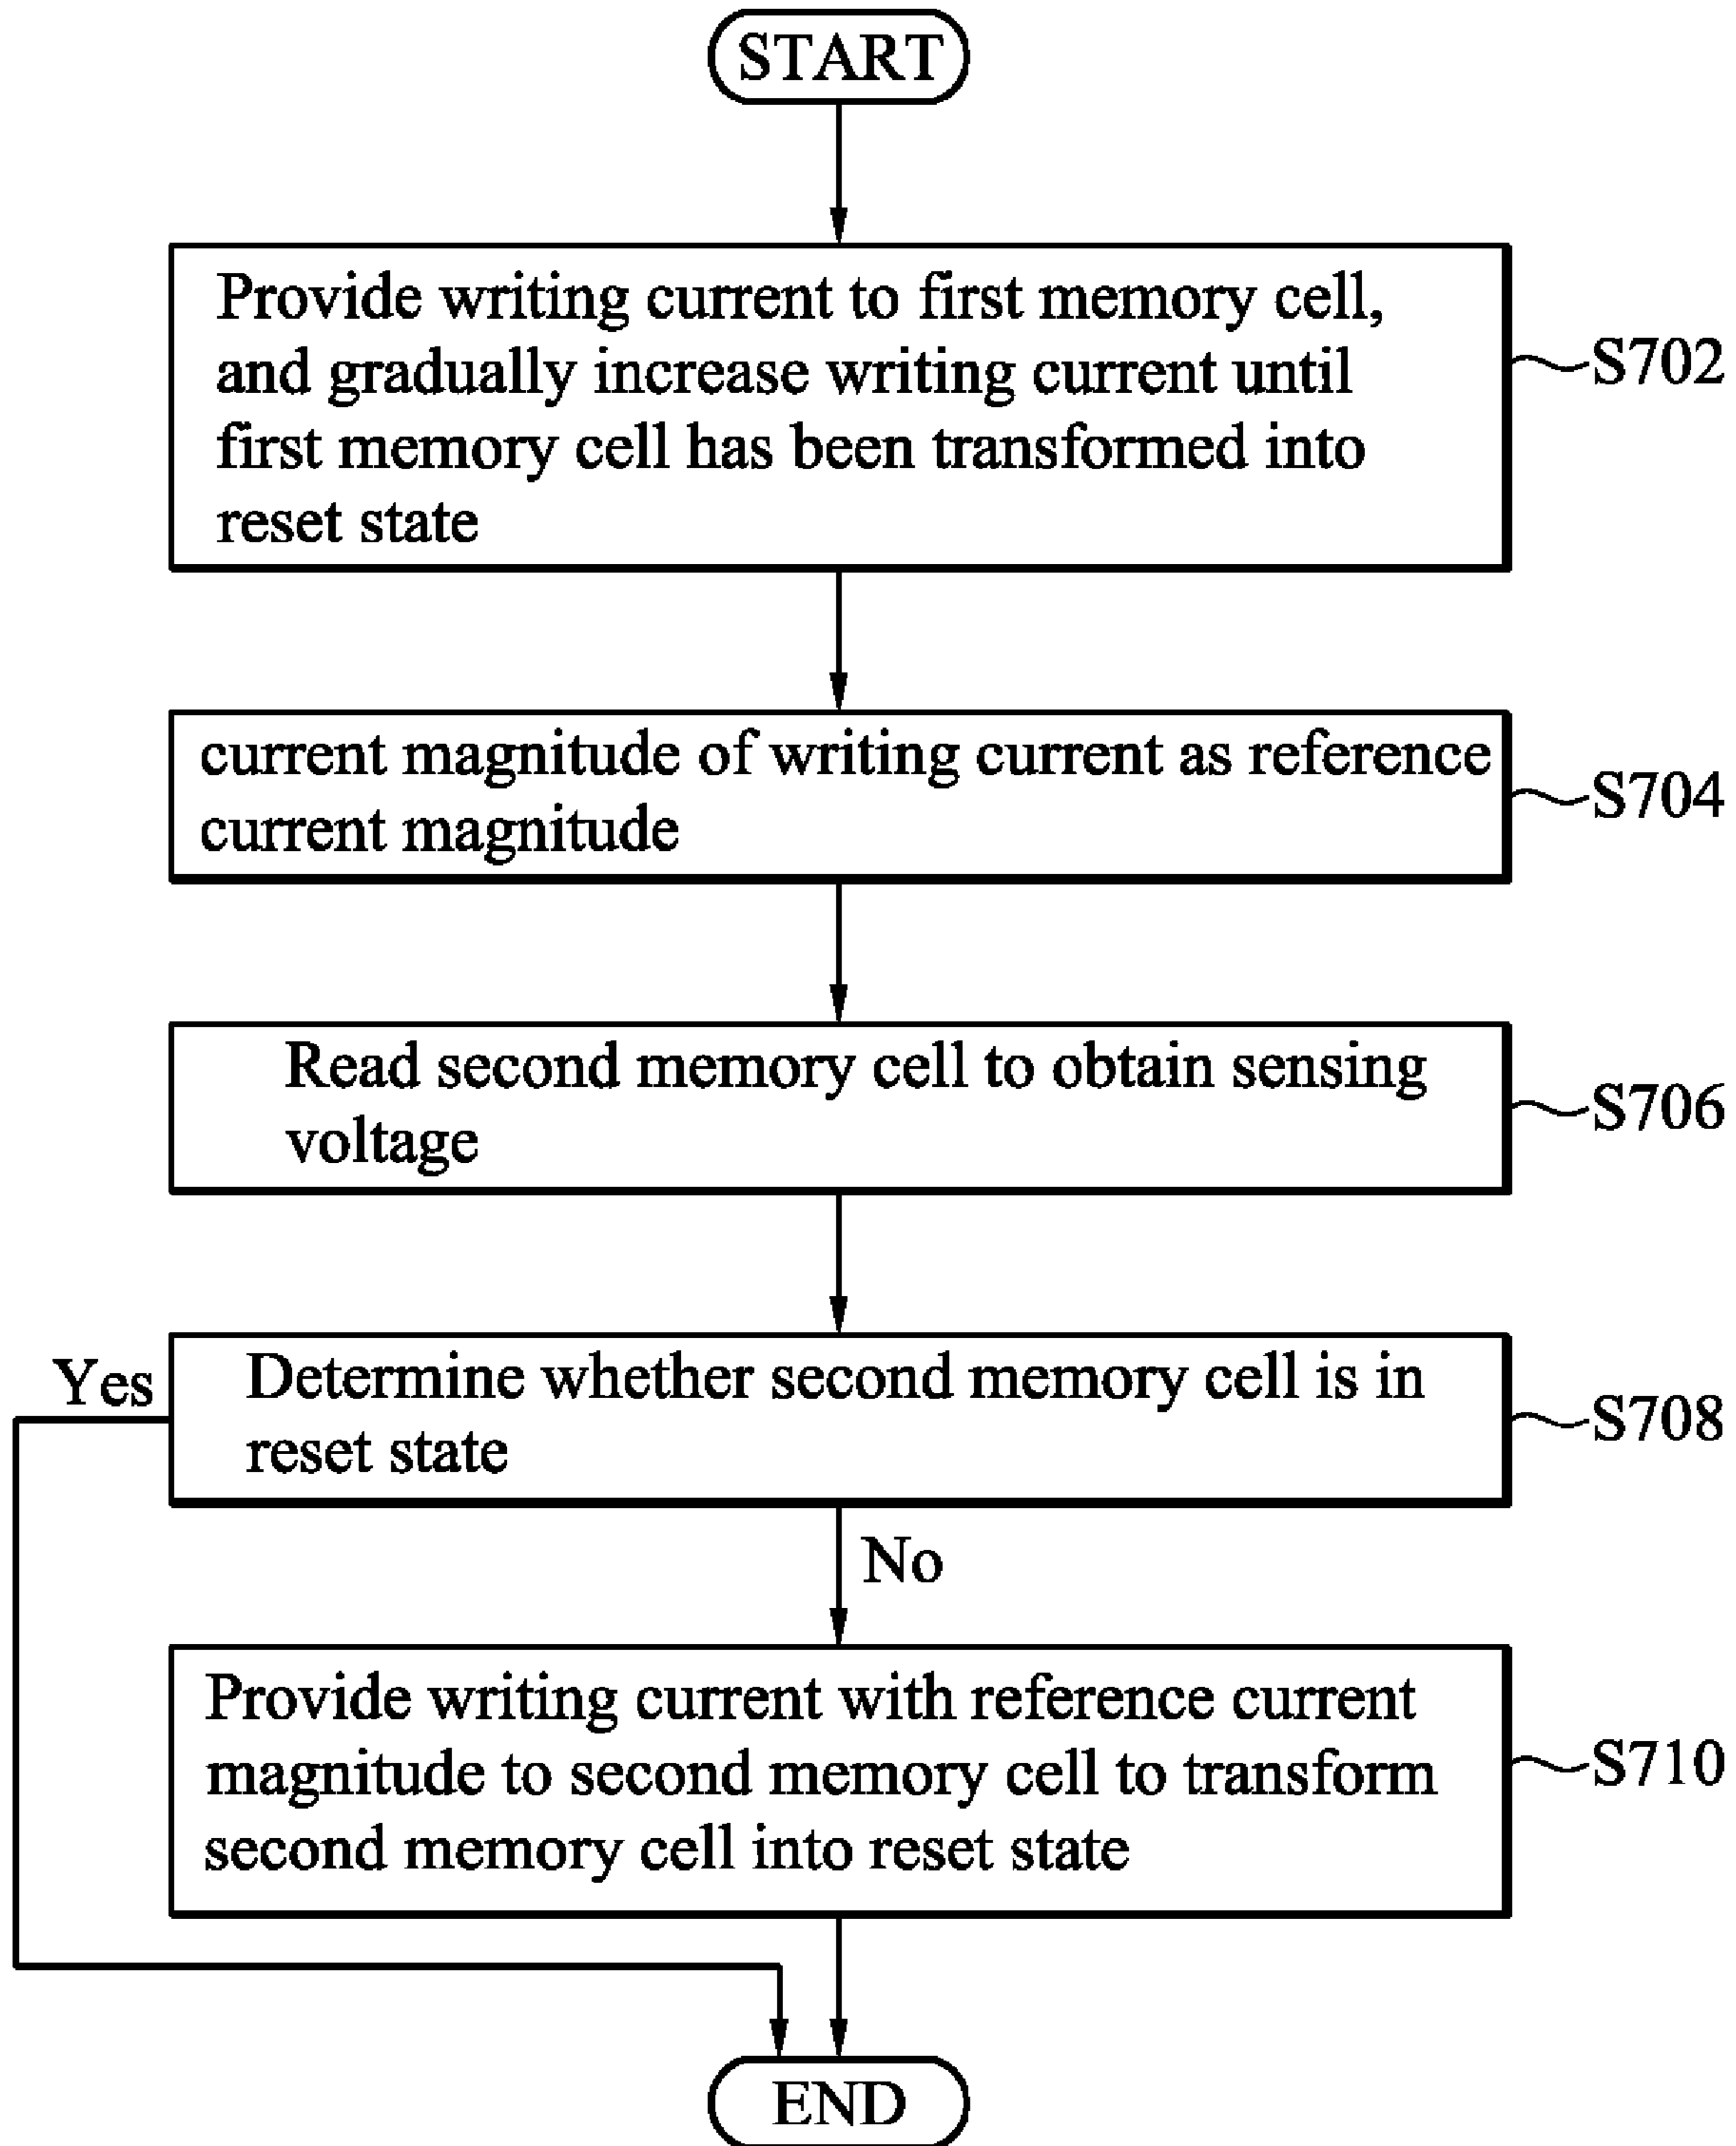 START
Provide writing current to first memory cell,
and gradually increase writing current until
first memory cell has been transformed into
reset state
S702
current magnitude of writing current as reference
current magnitude
S704
Read second memory cell to obtain sensing
voltage
S706
Yes
Determine whether second memory cell is in
reset state
S708
No
Provide writing current with reference current
magnitude to second memory cell to transform
second memory cell into reset state
S710
END